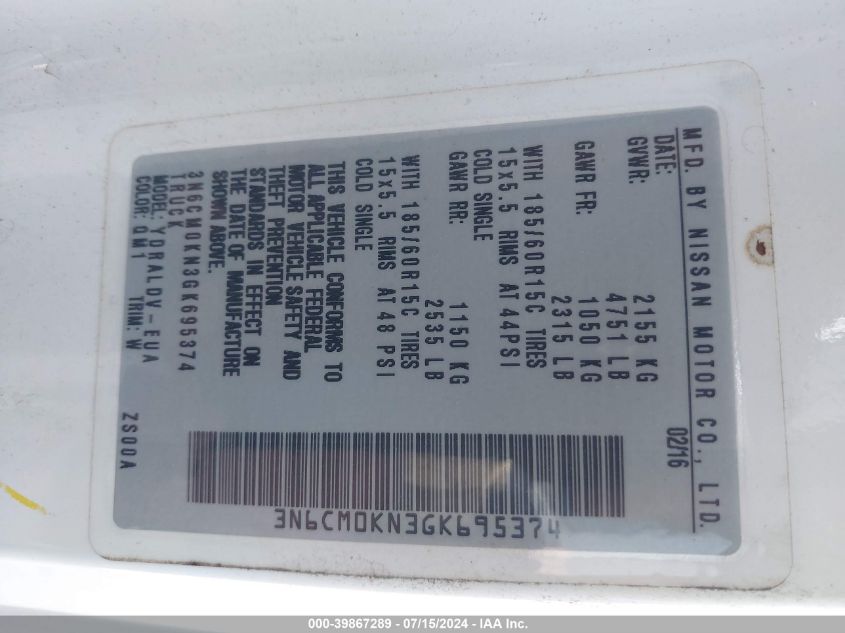 MFD. BY NISSAN MOTOR CO., LTD.
DATE: 02/16
GVWR: 2155 KG
4751 LB
GAWR FR: 1050 KG
2315 LB
WITH 185/60R15C TIRES
15x5.5 RIMS AT 44PSI
COLD SINGLE
GAWR RR: 1150 KG
2535 LB
WITH 185/60R15C TIRES
15x5.5 RIMS AT 48 PSI
COLD SINGLE
THIS VEHICLE CONFORMS TO
ALL APPLICABLE FEDERAL
MOTOR VEHICLE SAFETY AND
THEFT PREVENTION
STANDARDS IN EFFECT ON
THE DATE OF MANUFACTURE
SHOWN ABOVE.
3N6CM0KN3GK695374
TRUCK
MODEL: YDRALDV-EUA
COLOR: QM1 TRIM: W ZS00A
3N6CM0KN3GK695374
000-39867289 - 07/15/2024 - IAA Inc.